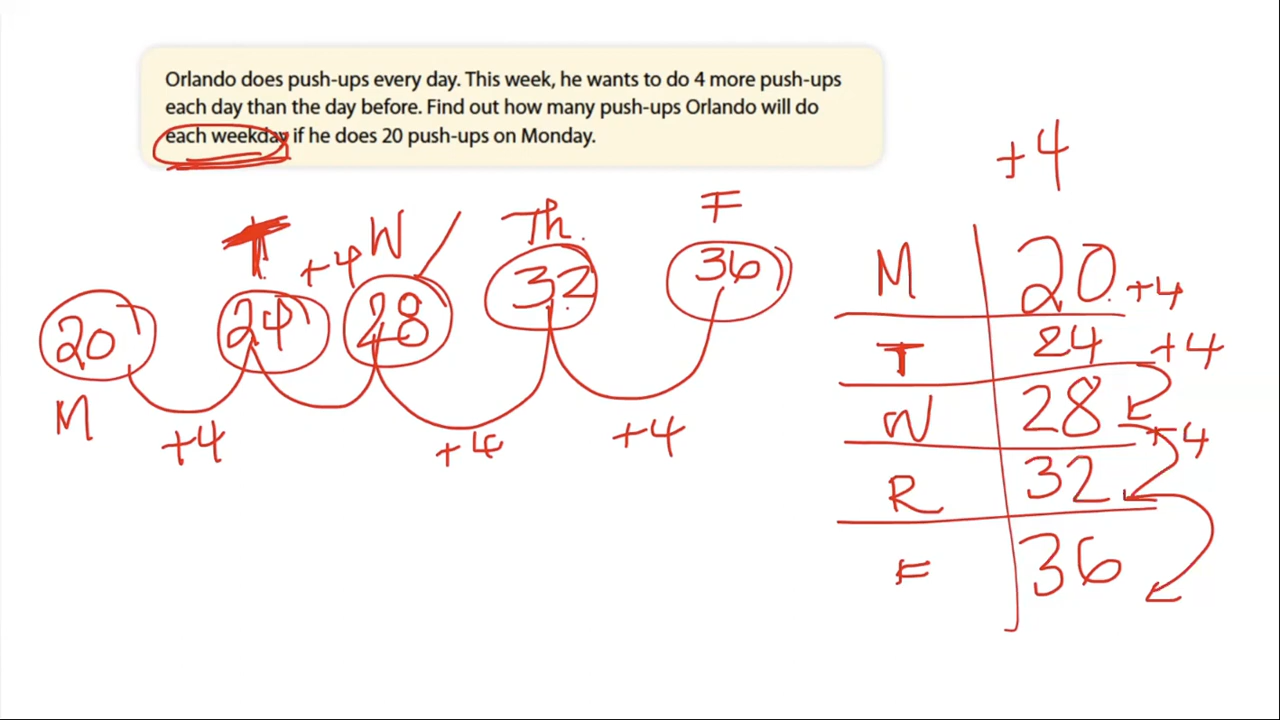 Orlando does push-ups every day. This week, he wants to do 4 more push-ups
each day than the day before. Find out how many push-ups Orlando will do
each weekday if he does 20 push-ups on Monday.
T +4 W Th. F
20 24 28 32 36
M +4 +4 +4
+4
M 20 +4
T 24 +4
W 28 +4
R 32
F 36